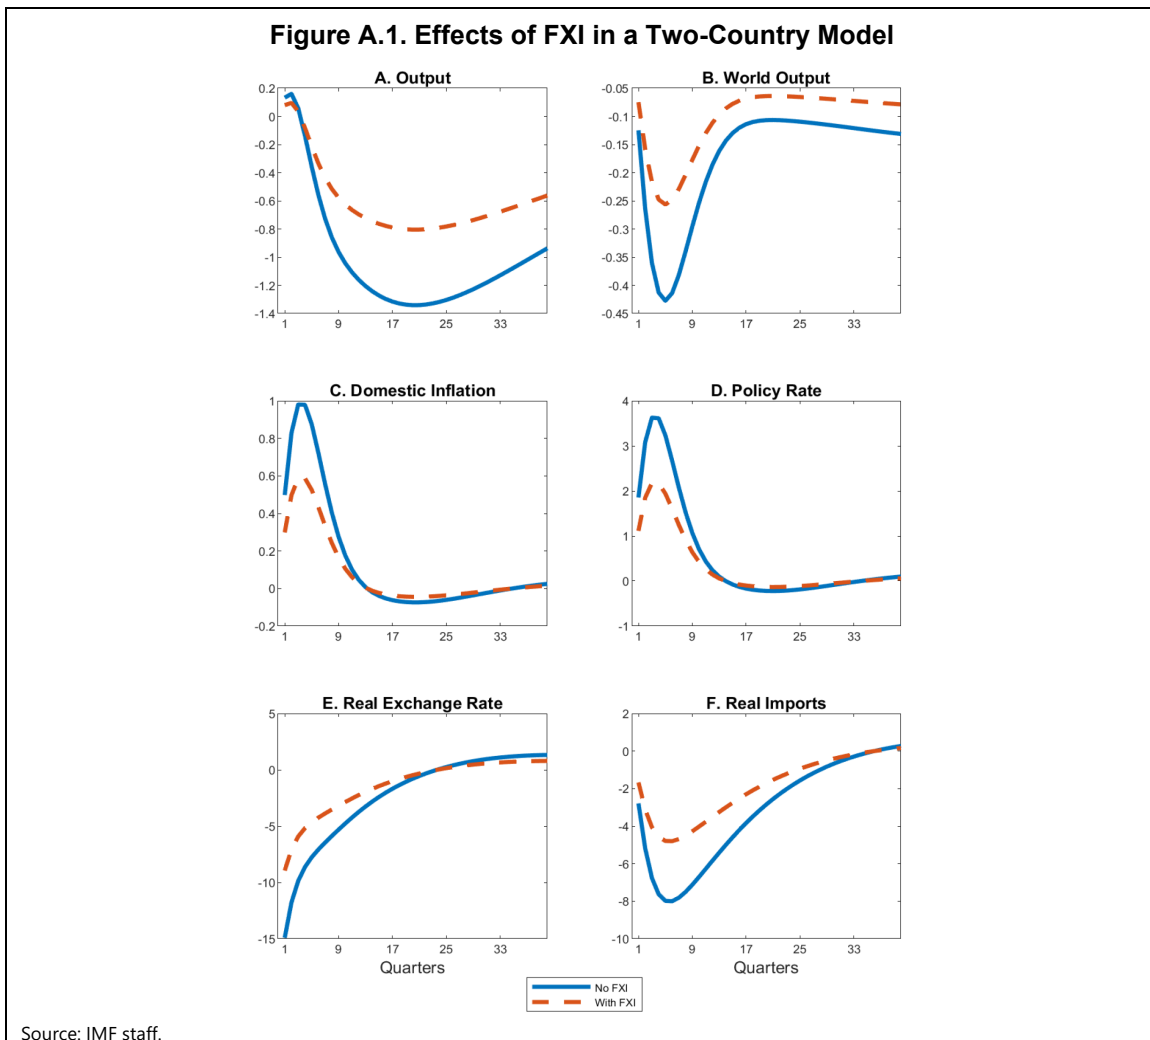 Figure A.1. Effects of FXI in a Two-Country Model
A. Output
0.2
0
-0.2
-0.4
-0.6
-0.8
-1
-1.2
-1.4
1 9 17 25 33
B. World Output
-0.05
-0.1
-0.15
-0.2
-0.25
-0.3
-0.35
-0.4
-0.45
1 9 17 25 33
C. Domestic Inflation
1
0.8
0.6
0.4
0.2
0
-0.2
1 9 17 25 33
D. Policy Rate
4
3
2
1
0
-1
1 9 17 25 33
E. Real Exchange Rate
5
0
-5
-10
-15
1 9 17 25 33
Quarters
F. Real Imports
2
0
-2
-4
-6
-8
-10
1 9 17 25 33
Quarters
No FXI
With FXI
Source: IMF staff.